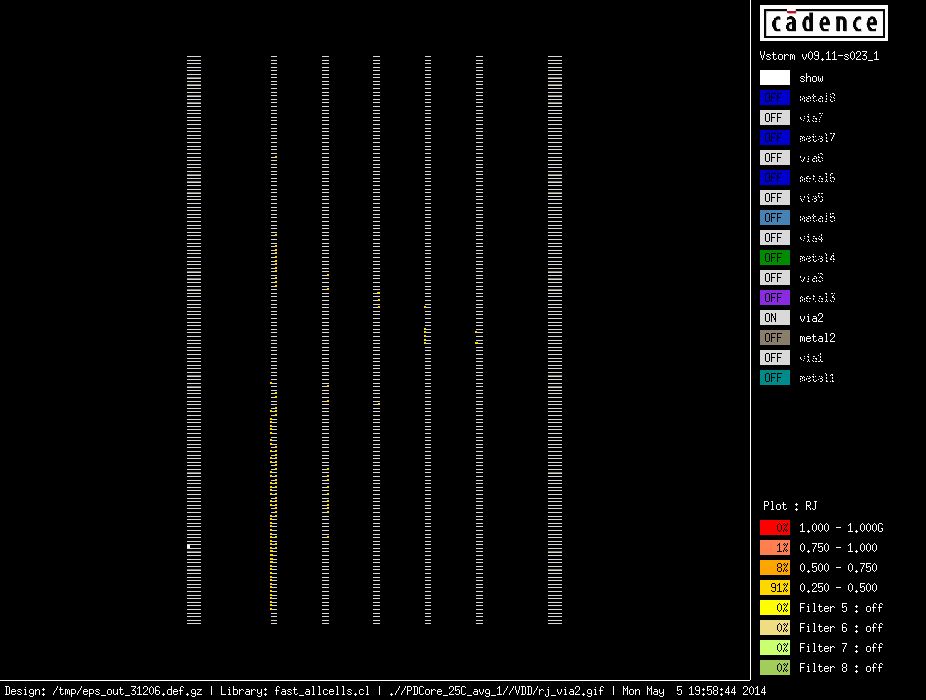 cadence
Vstorm v09.11-s023_1
show
metal8
OFF via7
metal7
OFF via6
metal6
OFF via5
OFF metal5
OFF via4
OFF metal4
OFF via3
OFF metal3
ON via2
OFF metal2
OFF via1
OFF metal1
Plot : RJ
0% 1.000 - 1.000G
1% 0.750 - 1.000
8% 0.500 - 0.750
91% 0.250 - 0.500
0% Filter 5 : off
0% Filter 6 : off
0% Filter 7 : off
0% Filter 8 : off
Design: /tmp/eps_out_31206.def.gz | Library: fast_allcells.cl | .//PDCore_25C_avg_1//VDD/rj_via2.gif | Mon May 5 19:58:44 2014